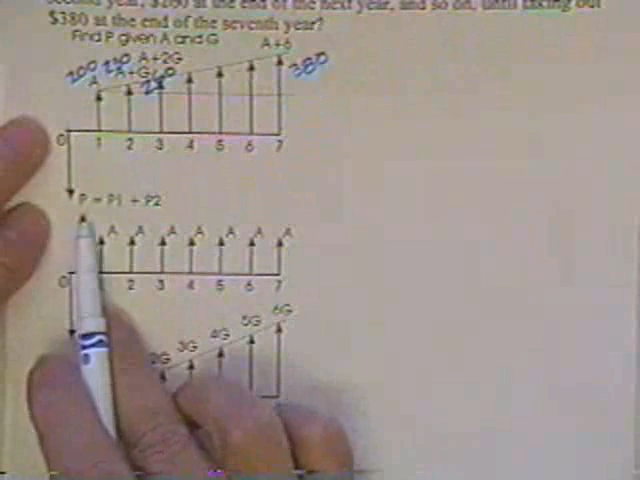 second year, $260 at the end of the next year, and so on, until taking out
$380 at the end of the seventh year?
Find P given A and G
A+6
200 230 A+2G 380
A A+G 260
0 1 2 3 4 5 6 7
P = P1 + P2
A A A A A A A
0 2 3 4 5 6 7
6G
5G
4G
3G
2G